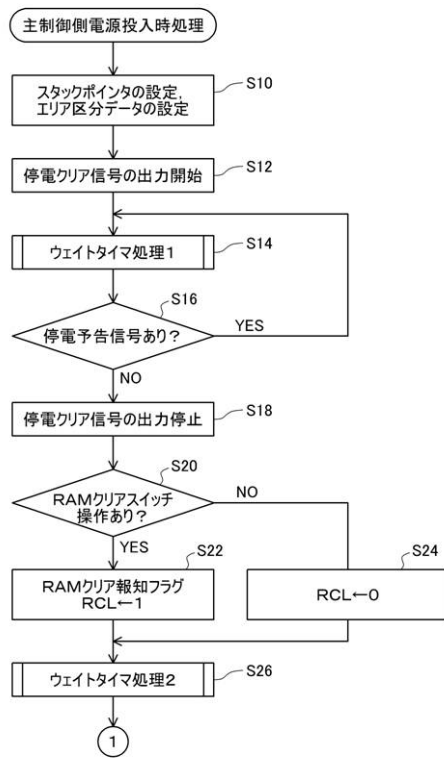 主制御側電源投入時処理
S10
スタックポインタの設定,
エリア区分データの設定
S12
停電クリア信号の出力開始
S14
ウェイトタイマ処理1
S16
停電予告信号あり?
YES
NO
S18
停電クリア信号の出力停止
S20
RAMクリアスイッチ
操作あり?
NO
YES
S22
RAMクリア報知フラグ
RCL←1
S24
RCL←0
S26
ウェイトタイマ処理2
1